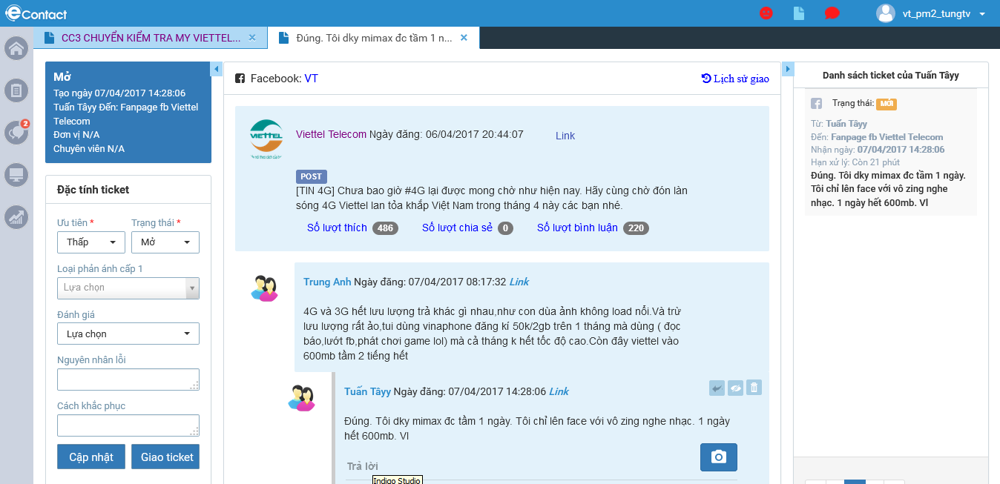 eContact
vt_pm2_tungtv
CC3 CHUYỂN KIỂM TRA MY VIETTEL... ×
Đúng. Tôi dky mimax đc tầm 1 n... ×
2
Mở
Tạo ngày 07/04/2017 14:28:06
Tuấn Tâyy Đến: Fanpage fb Viettel
Telecom
Đơn vị N/A
Chuyên viên N/A
Đặc tính ticket
Ưu tiên * Trạng thái *
Thấp Mở
Loại phản ánh cấp 1
Lựa chọn
Đánh giá
Lựa chọn
Nguyên nhân lỗi
Cách khắc phục
Cập nhật Giao ticket
Facebook: VT
Lịch sử giao
VIETTEL
Viettel Telecom Ngày đăng: 06/04/2017 20:44:07 Link
POST
[TIN 4G] Chưa bao giờ #4G lại được mong chờ như hiện nay. Hãy cùng chờ đón làn
sóng 4G Viettel lan tỏa khắp Việt Nam trong tháng 4 này các bạn nhé.
Số lượt thích 486 Số lượt chia sẻ 0 Số lượt bình luận 220
Trung Anh Ngày đăng: 07/04/2017 08:17:32 Link
4G và 3G hết lưu lượng trả khác gì nhau,như con dùa ảnh không load nổi.Và trừ
lưu lượng rất ảo,tui dùng vinaphone đăng kí 50k/2gb trên 1 tháng mà dùng ( đọc
báo,lướt fb,phát chơi game lol) mà cả tháng k hết tốc độ cao.Còn đây viettel vào
600mb tầm 2 tiếng hết
Tuấn Tâyy Ngày đăng: 07/04/2017 14:28:06 Link
Đúng. Tôi dky mimax đc tầm 1 ngày. Tôi chỉ lên face với vô zing nghe nhạc. 1 ngày
hết 600mb. Vl
Trả lời
Indigo Studio
Danh sách ticket của Tuấn Tâyy
Trạng thái: MỚI
Từ: Tuấn Tâyy
Đến: Fanpage fb Viettel Telecom
Nhận ngày: 07/04/2017 14:28:06
Hạn xử lý: Còn 21 phút
Đúng. Tôi dky mimax đc tầm 1 ngày.
Tôi chỉ lên face với vô zing nghe
nhạc. 1 ngày hết 600mb. Vl